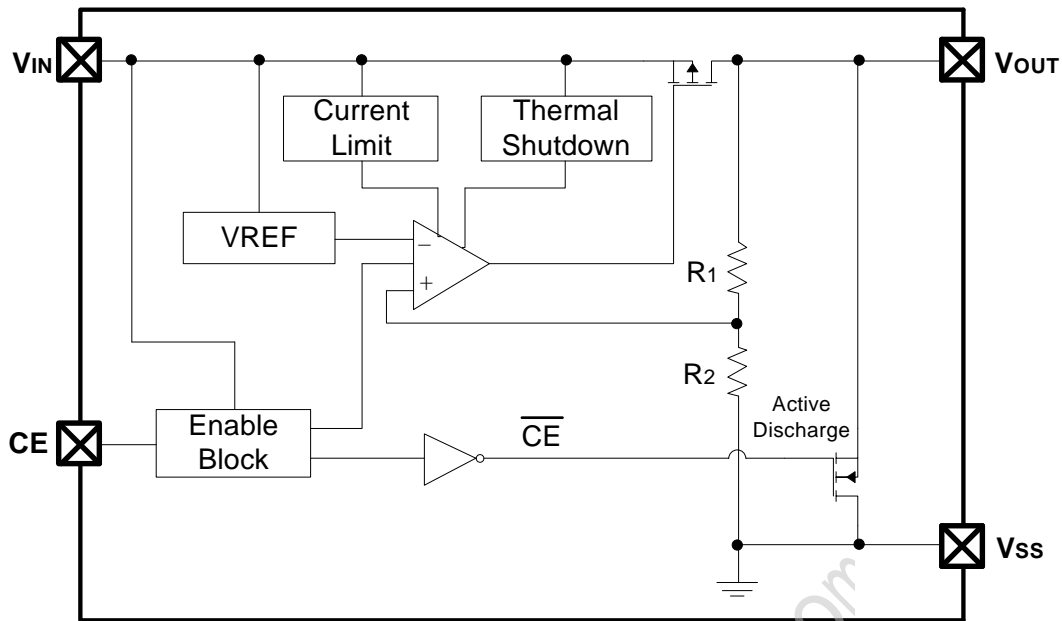 VIN
VOUT
Current
Limit
Thermal
Shutdown
VREF
−
+
R1
R2
Active
Discharge
CE
Enable
Block
CE
VSS